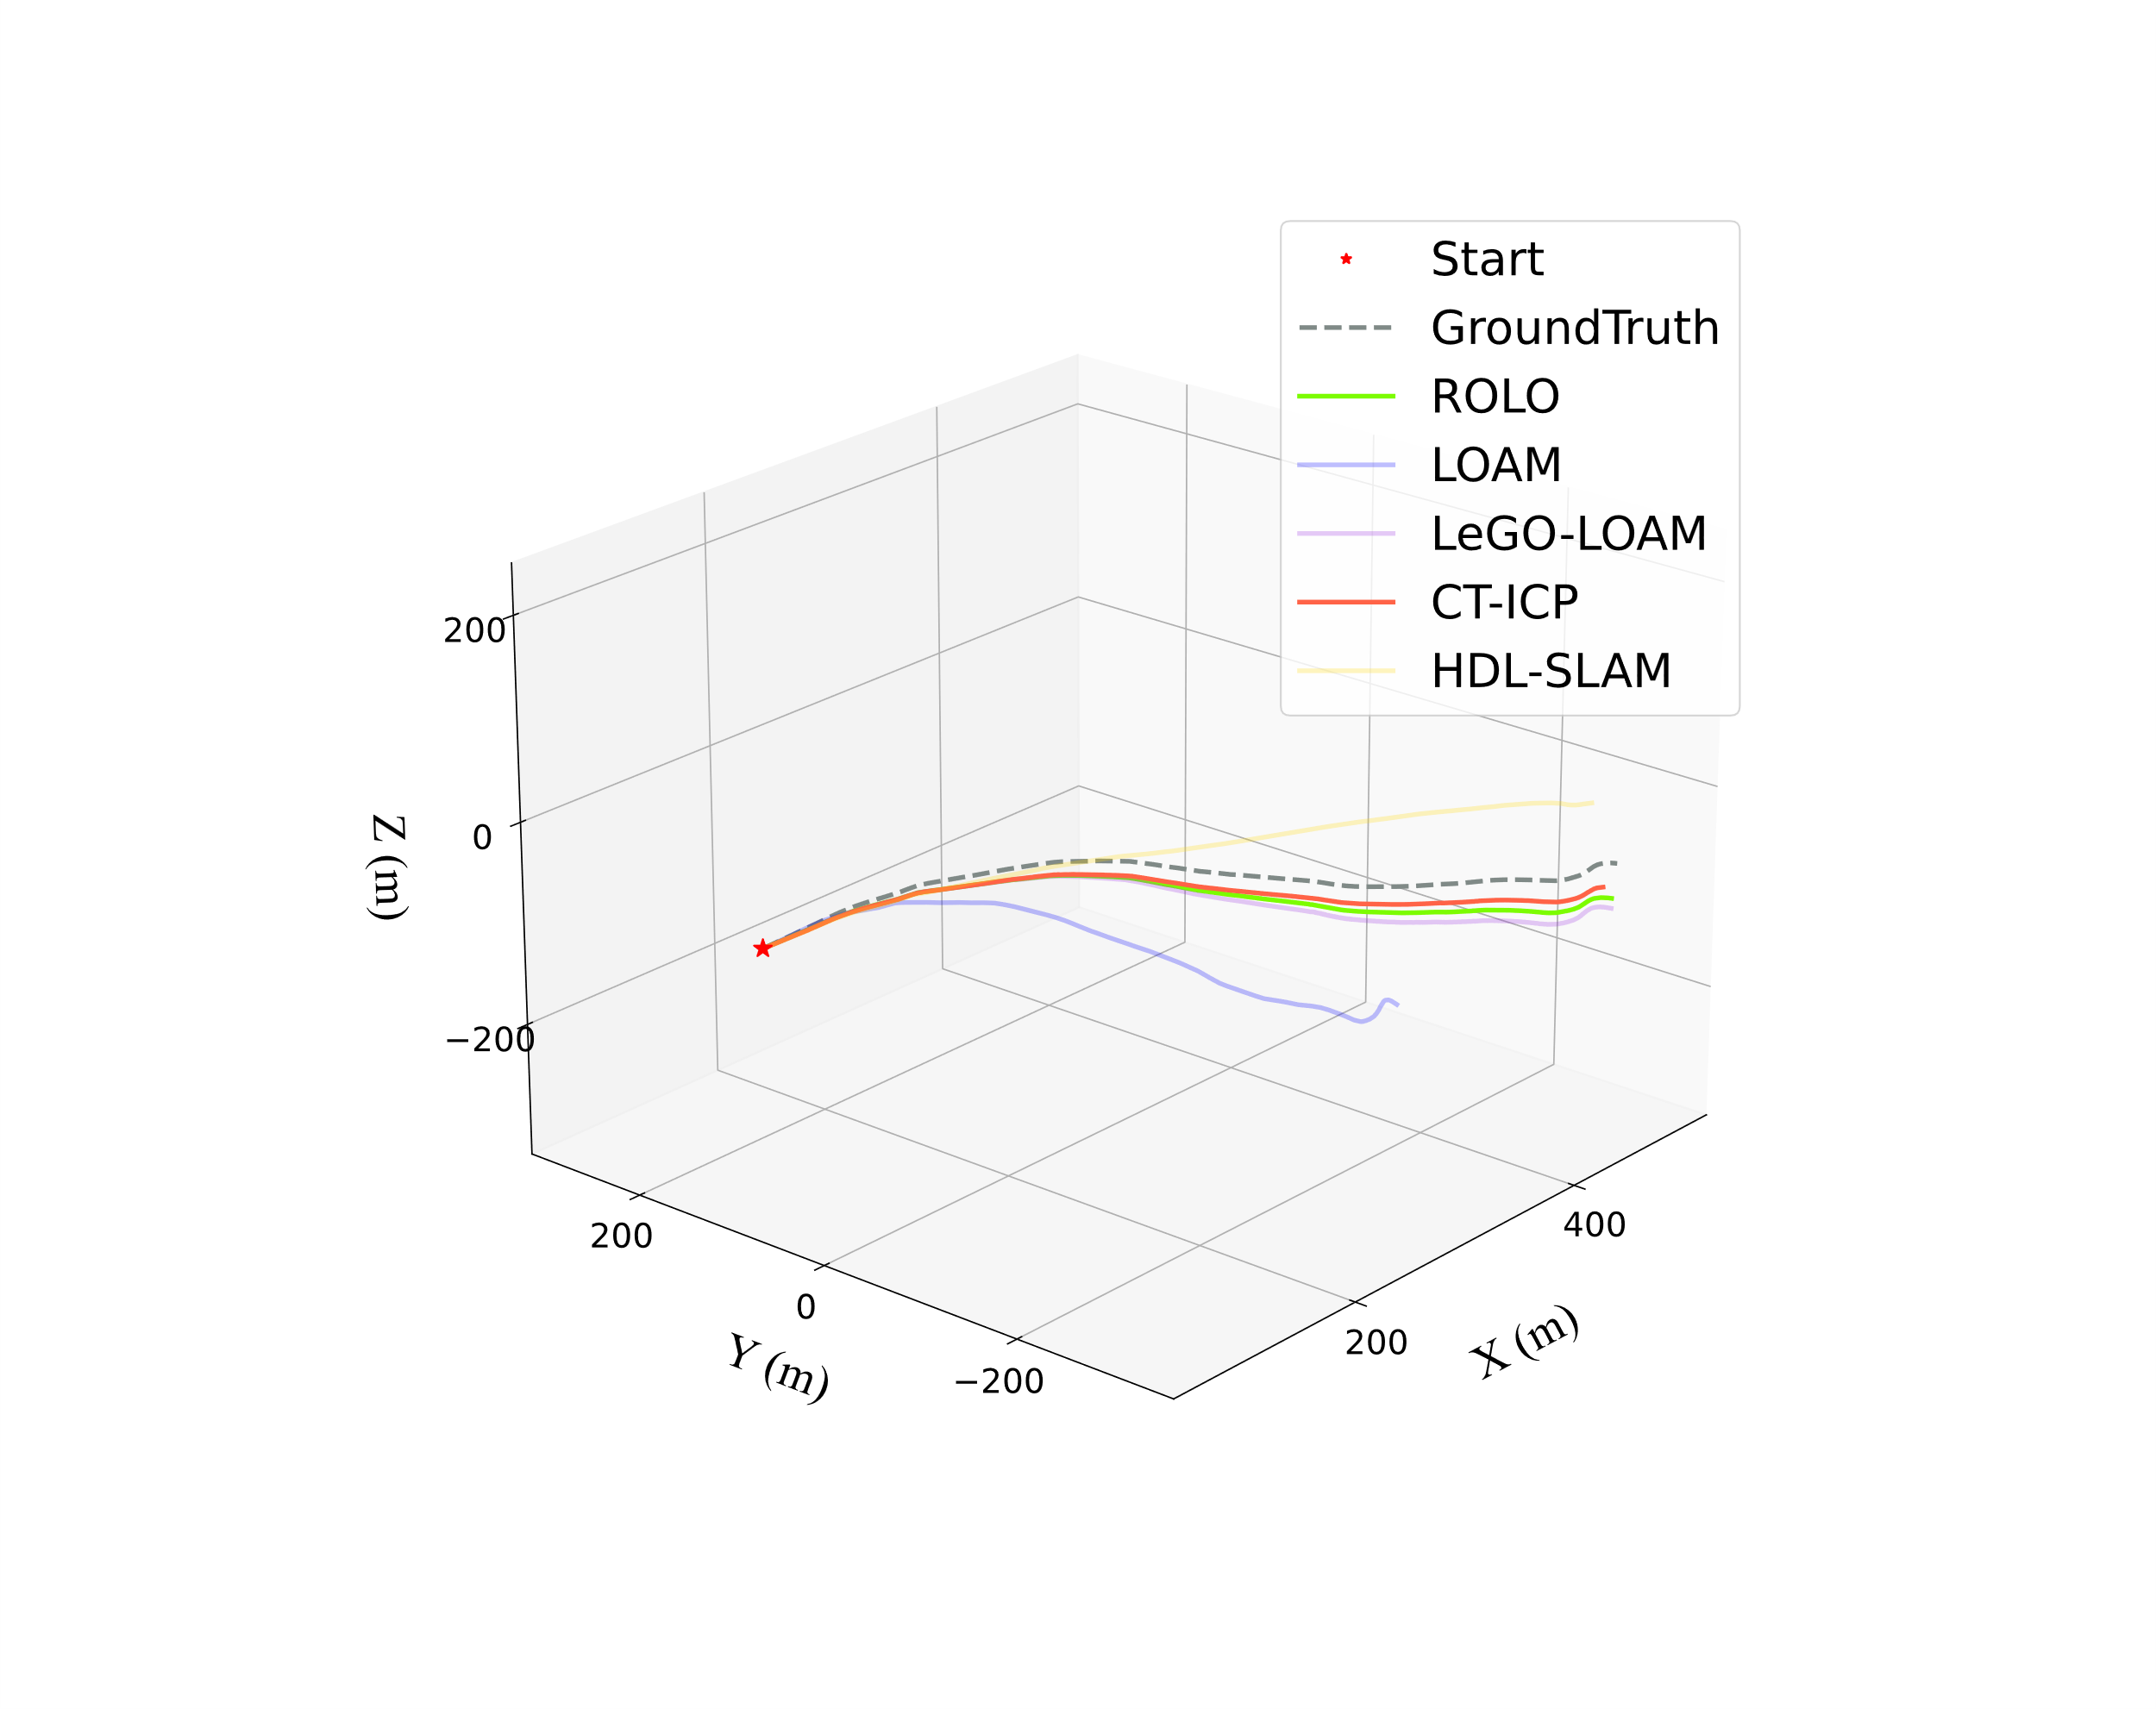 Start
GroundTruth
ROLO
LOAM
LeGO-LOAM
CT-ICP
HDL-SLAM
200
0
−200
Z (m)
200
0
−200
Y (m)
200
400
X (m)